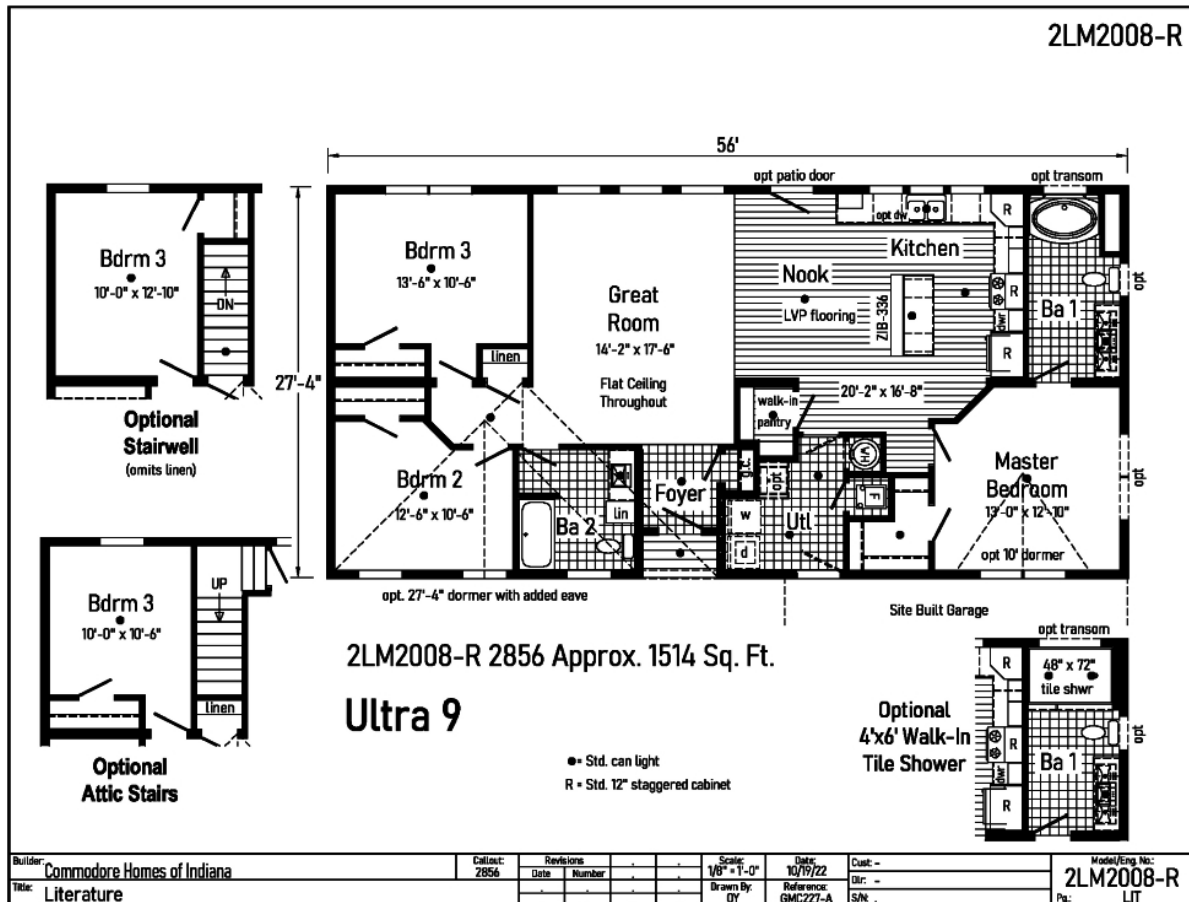 2LM2008-R
56'
opt patio door
opt transom
Bdrm 3
10'-0" x 12'-10"
DN
Optional
Stairwell
(omits linen)
27'-4"
Bdrm 3
13'-6" x 10'-6"
linen
Great
Room
14'-2" x 17'-6"
Flat Ceiling
Throughout
opt dw
R
Kitchen
Nook
LVP flooring
ZIB-336
R
dwr
R
20'-2" x 16'-8"
walk-in
pantry
Ba 1
opt
Bdrm 2
12'-6" x 10'-6"
Ba 2
lin
Foyer
g.c.
opt
w
d
Utl
WH
F
Master
Bedroom
13'-0" x 12'-10"
opt 10' dormer
opt
opt. 27'-4" dormer with added eave
Site Built Garage
Bdrm 3
10'-0" x 10'-6"
UP
linen
Optional
Attic Stairs
2LM2008-R 2856 Approx. 1514 Sq. Ft.
Ultra 9
● = Std. can light
R = Std. 12" staggered cabinet
Optional
4'x6' Walk-In
Tile Shower
opt transom
R
48" x 72"
tile shwr
R
dwr
R
Ba 1
opt
Builder: Commodore Homes of Indiana
Title: Literature
Callout:
2856
Revisions
Date Number
Scale:
1/8" = 1'-0"
Drawn By:
DY
Date:
10/19/22
Reference:
GMC227-A
Cust: -
Dlr: -
S/N: .
Model/Eng. No.:
2LM2008-R
Pg.: LIT